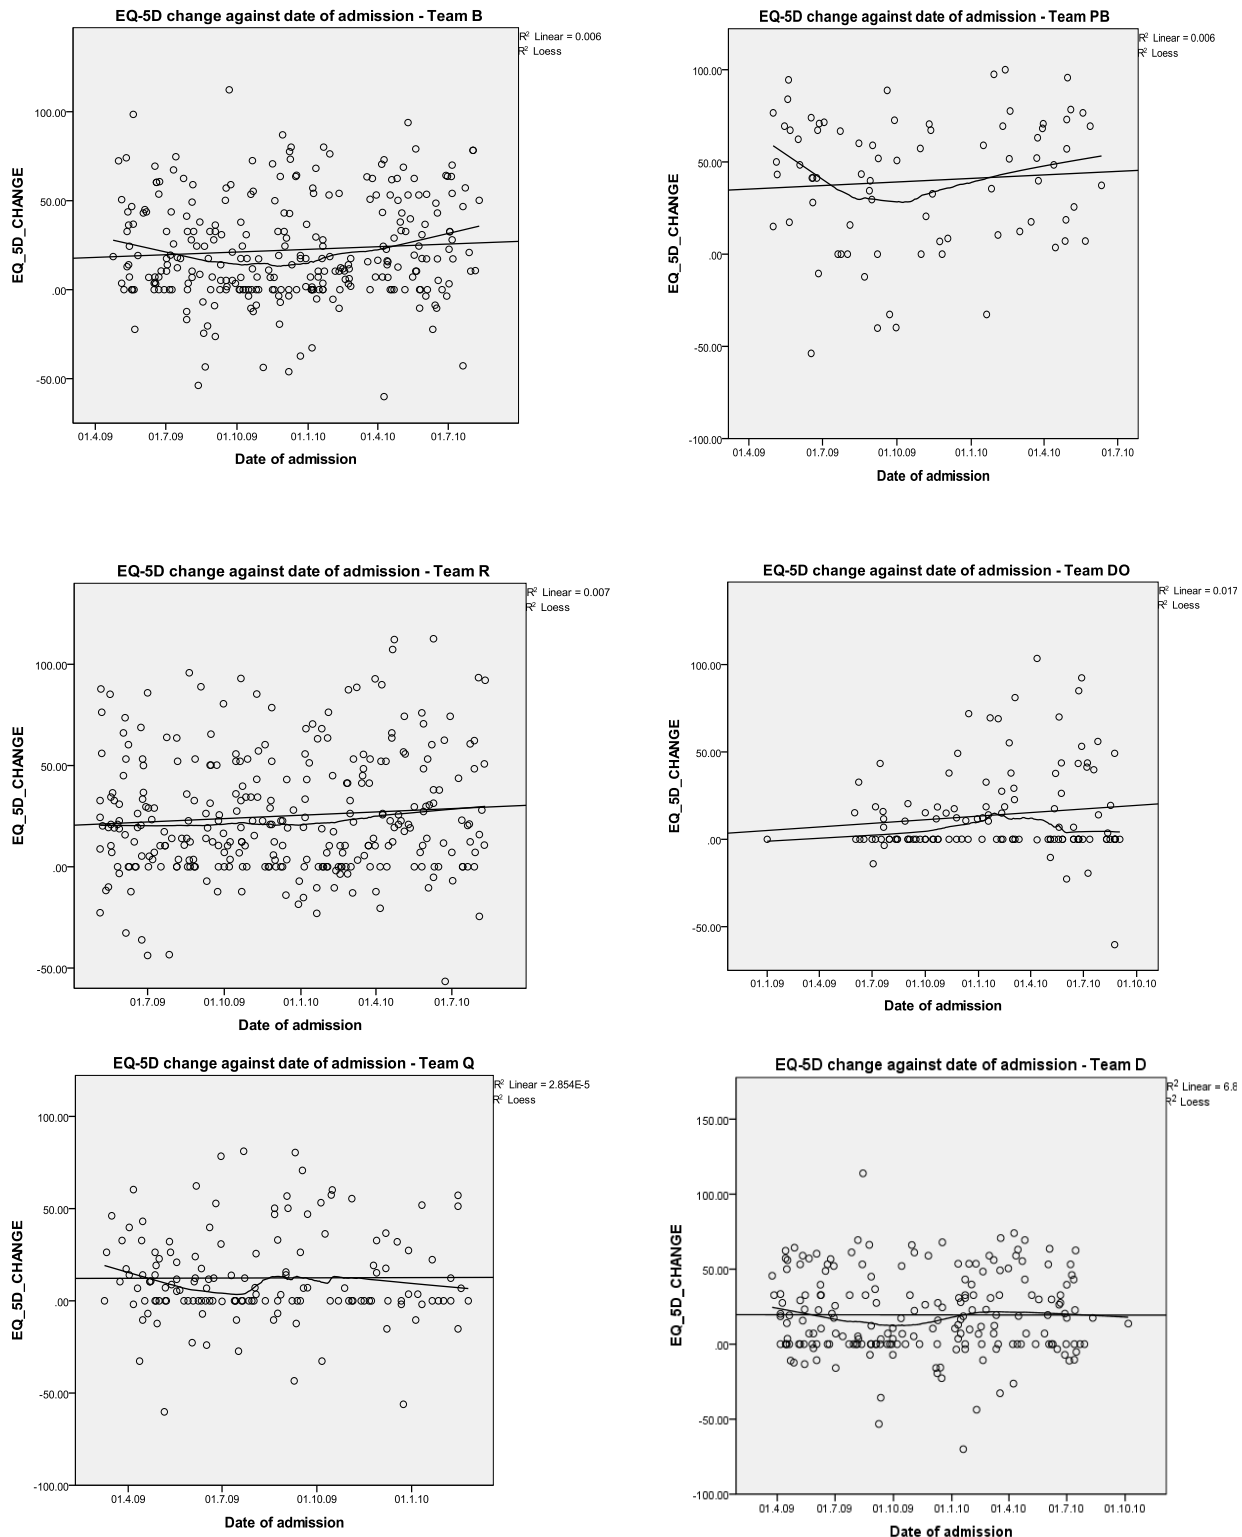 EQ-5D change against date of admission - Team B
R² Linear = 0.006
R² Loess
100.00
50.00
.00
-50.00
EQ_5D_CHANGE
01.4.09 01.7.09 01.10.09 01.1.10 01.4.10 01.7.10
Date of admission
EQ-5D change against date of admission - Team PB
R² Linear = 0.006
R² Loess
100.00
50.00
.00
-50.00
-100.00
EQ_5D_CHANGE
01.4.09 01.7.09 01.10.09 01.1.10 01.4.10 01.7.10
Date of admission
EQ-5D change against date of admission - Team R
R² Linear = 0.007
R² Loess
100.00
50.00
.00
-50.00
EQ_5D_CHANGE
01.7.09 01.10.09 01.1.10 01.4.10 01.7.10
Date of admission
EQ-5D change against date of admission - Team DO
R² Linear = 0.017
R² Loess
100.00
50.00
.00
-50.00
EQ_5D_CHANGE
01.1.09 01.4.09 01.7.09 01.10.09 01.1.10 01.4.10 01.7.10 01.10.10
Date of admission
EQ-5D change against date of admission - Team Q
R² Linear = 2.854E-5
R² Loess
100.00
50.00
.00
-50.00
-100.00
EQ_5D_CHANGE
01.4.09 01.7.09 01.10.09 01.1.10
Date of admission
EQ-5D change against date of admission - Team D
R² Linear = 6.8
R² Loess
150.00
100.00
50.00
.00
-50.00
-100.00
EQ_5D_CHANGE
01.4.09 01.7.09 01.10.09 01.1.10 01.4.10 01.7.10 01.10.10
Date of admission